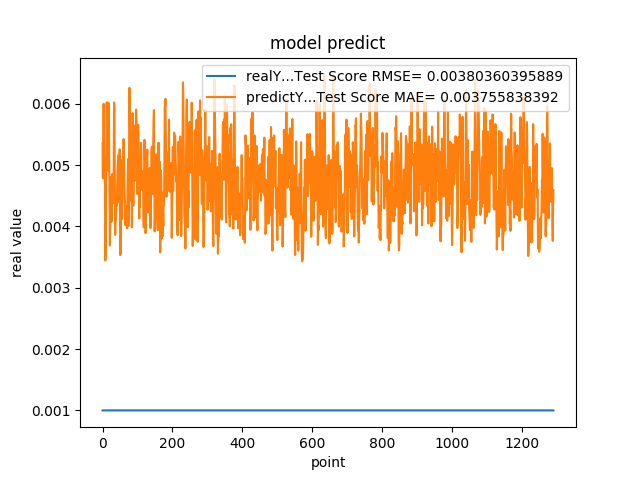 model predict
realY...Test Score RMSE= 0.00380360395889
predictY...Test Score MAE= 0.003755838392
0.006
0.005
0.004
0.003
0.002
0.001
real value
0 200 400 600 800 1000 1200
point